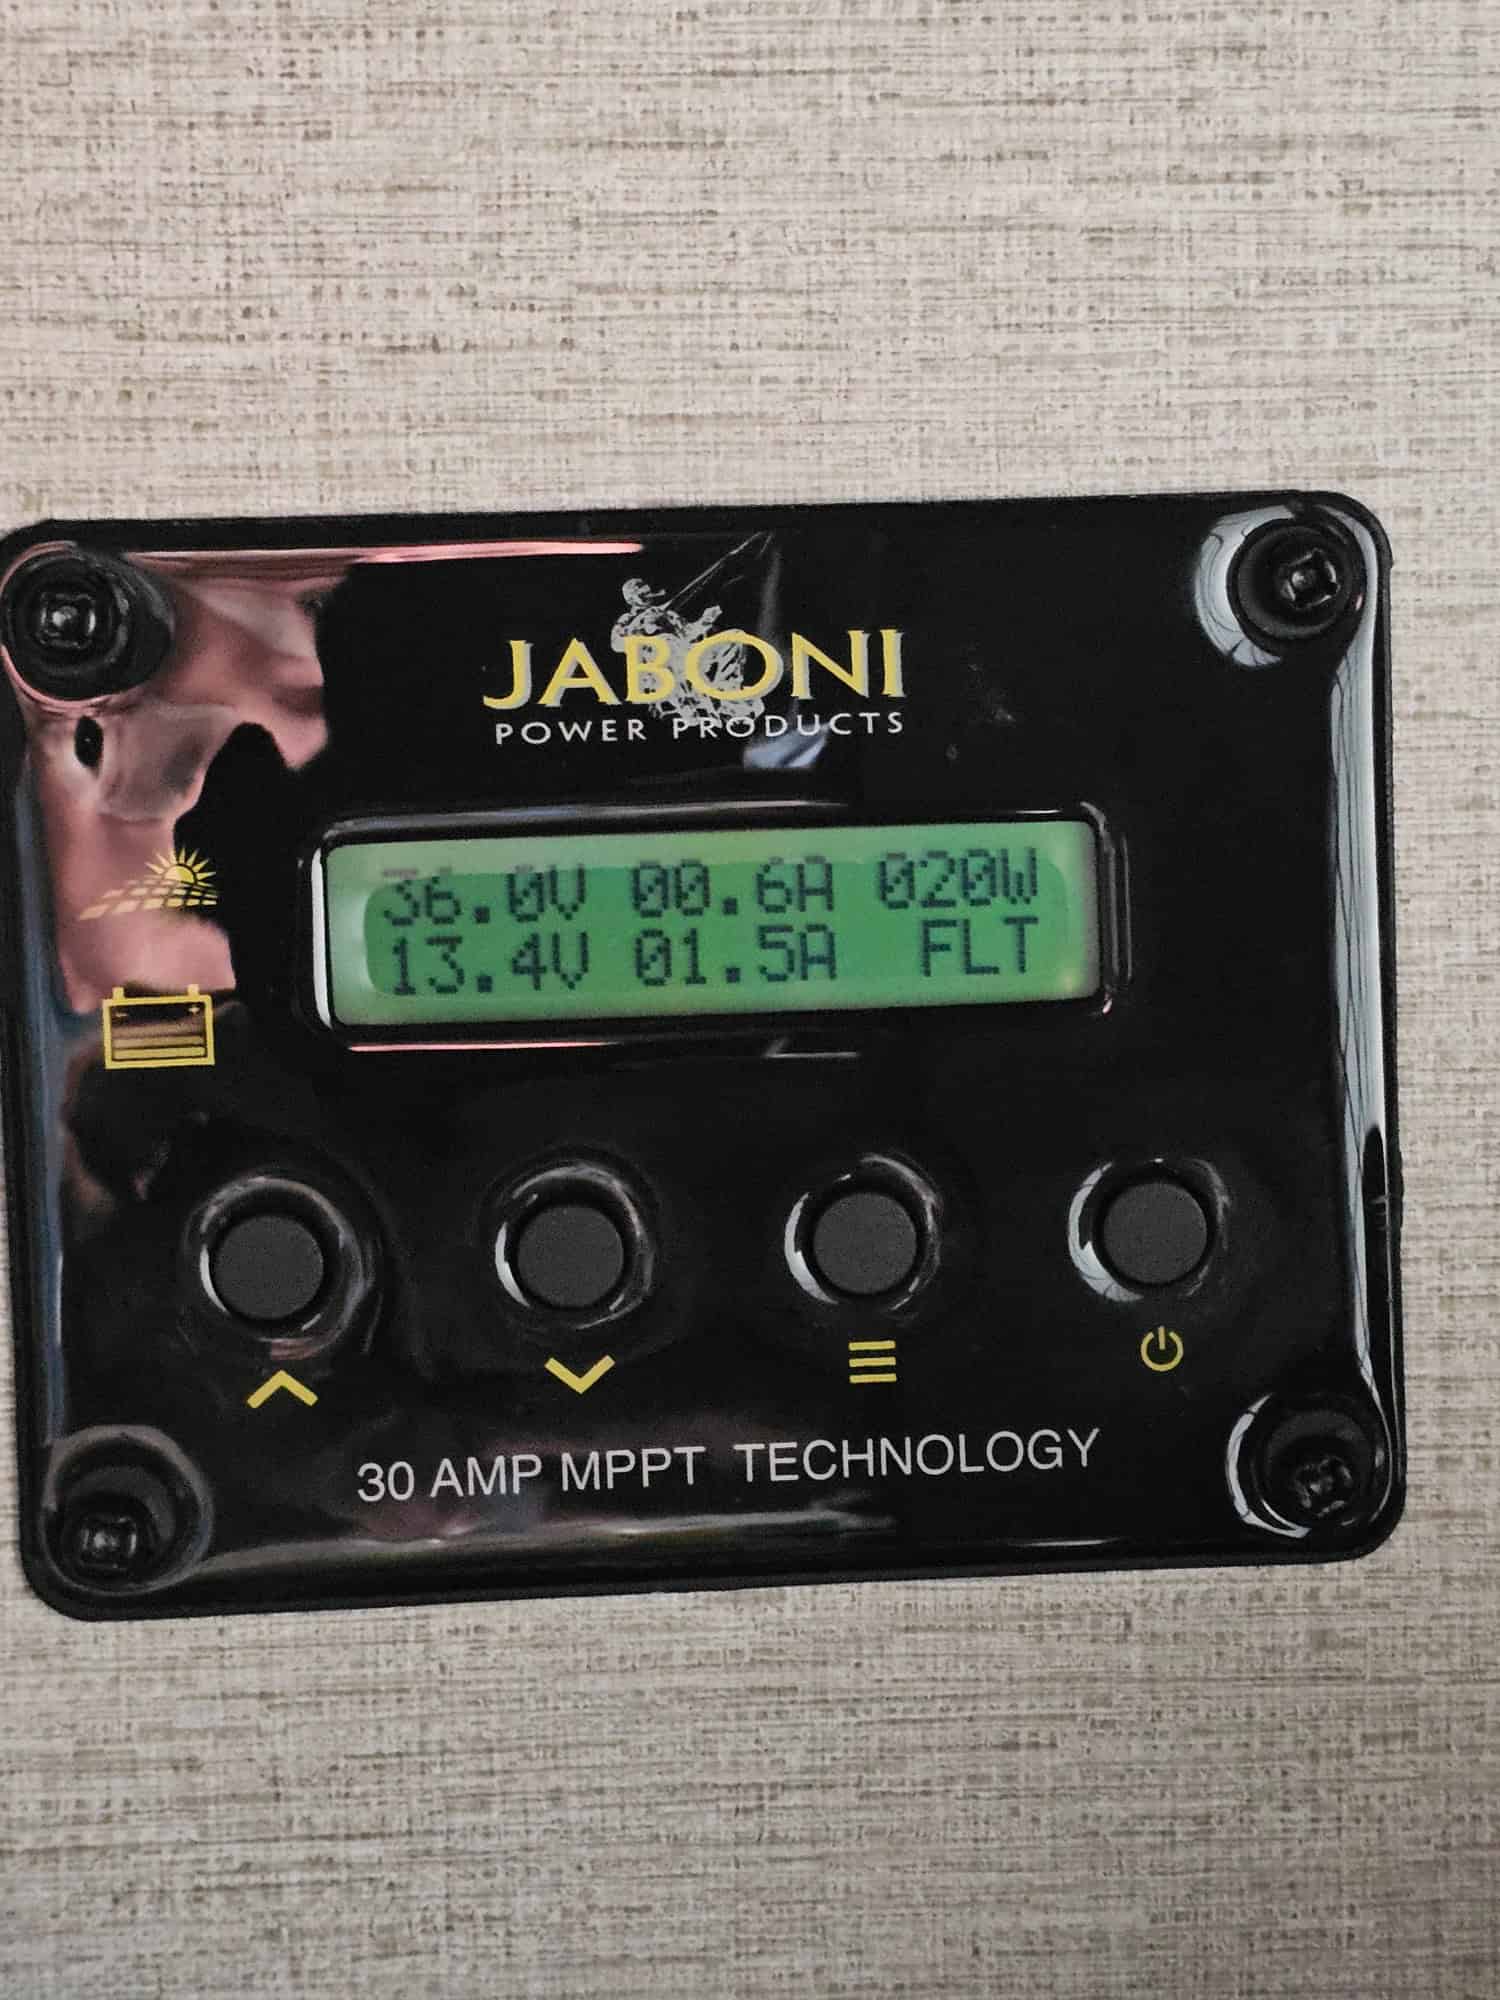 JABONI
POWER PRODUCTS
36.0V 00.6A 020W
13.4V 01.5A FLT
30 AMP MPPT TECHNOLOGY